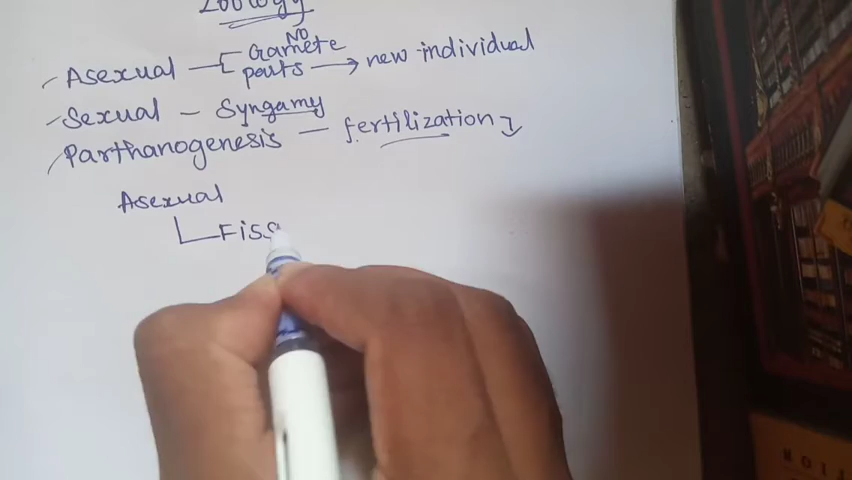 Zoology
Asexual — NO Gamete
parts → new individual
Sexual — Syngamy
Parthanogenesis — fertilization
Asexual
Fiss